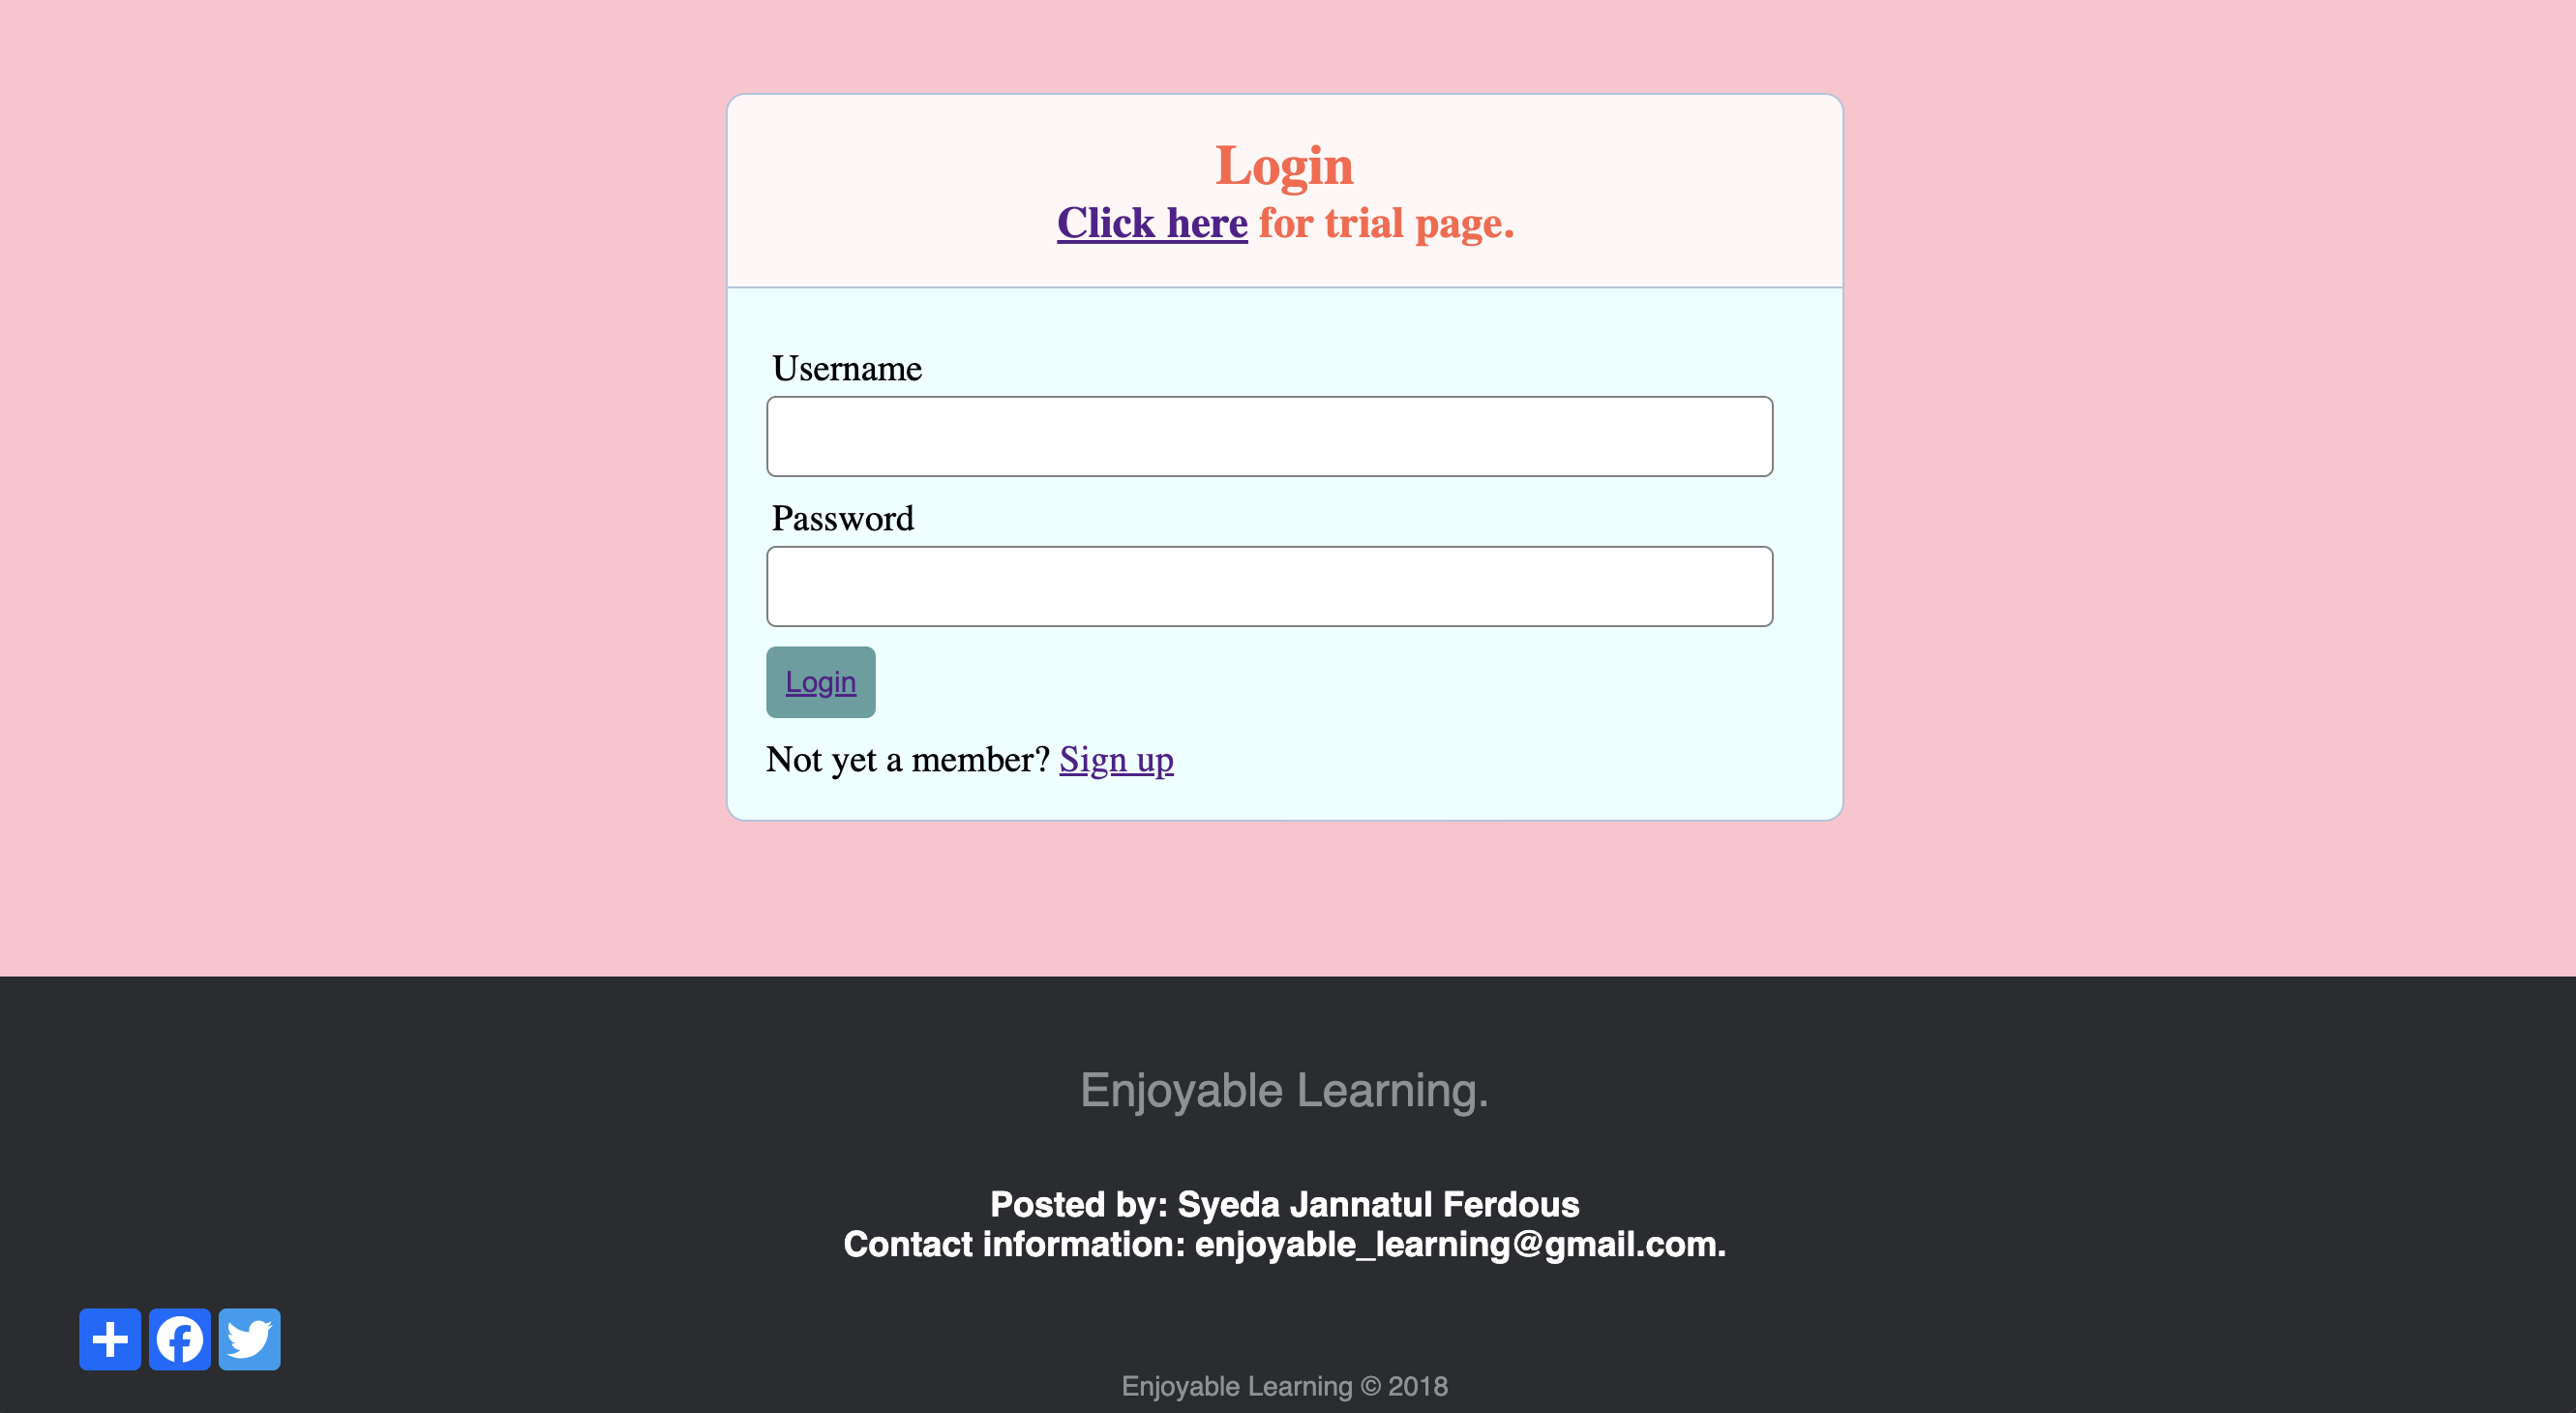 Login
Click here for trial page.
Username
Password
Login
Not yet a member? Sign up
Enjoyable Learning.
Posted by: Syeda Jannatul Ferdous
Contact information: enjoyable_learning@gmail.com.
Enjoyable Learning © 2018